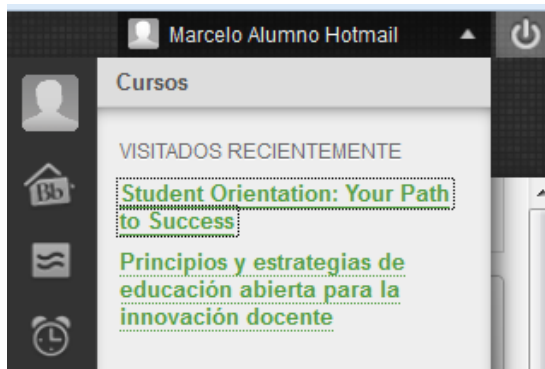 Marcelo Alumno Hotmail
Cursos
VISITADOS RECIENTEMENTE
Student Orientation: Your Path
to Success
Principios y estrategias de
educación abierta para la
innovación docente
Bb